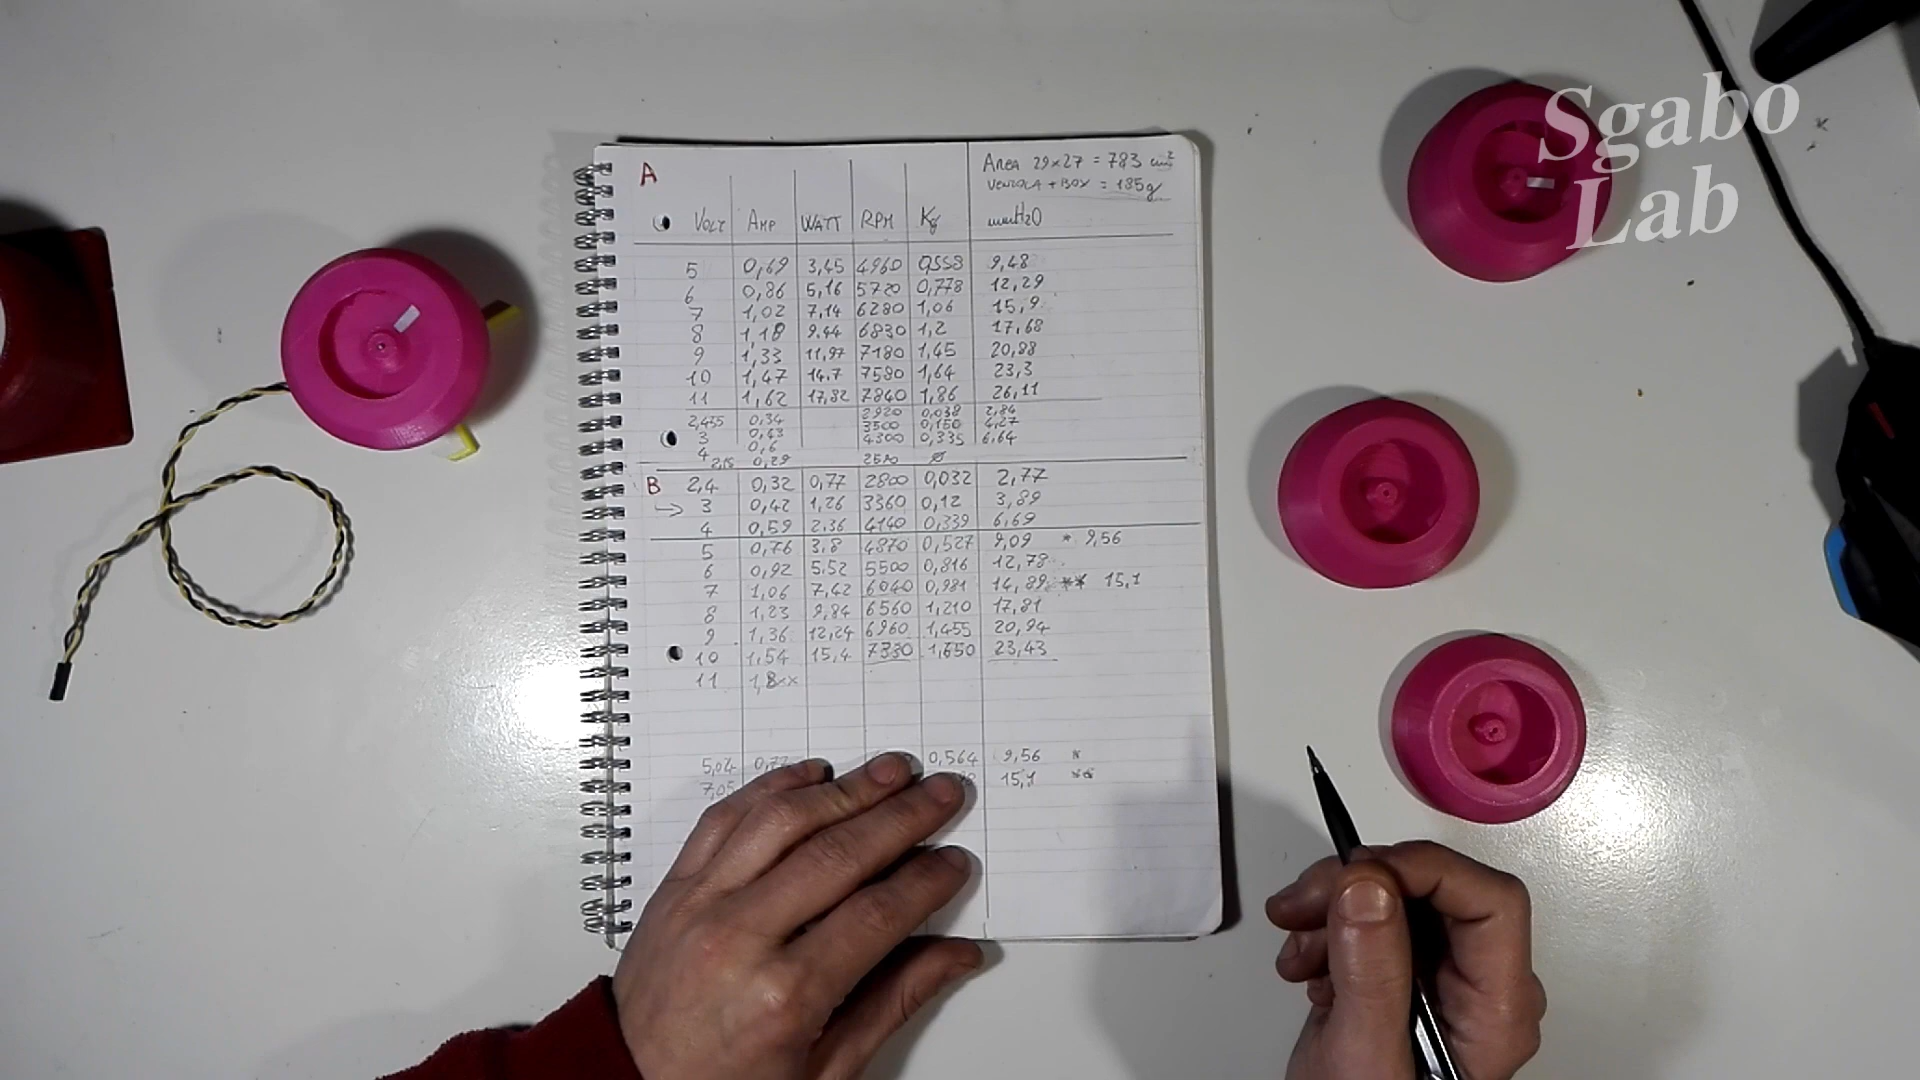 Sgabo
Lab
A
AREA 29×27 = 783 cm²
VENTOLA + BOX = 185g
VOLT AMP WATT RPM Kg mmH2O
5 0,69 3,45 4960 0,558 9,48
6 0,86 5,16 5720 0,778 12,29
7 1,02 7,14 6280 1,06 15,9
8 1,18 9.44 6830 1,2 17,68
9 1,33 11,97 7180 1,45 20,88
10 1,47 14.7 7580 1,64 23,3
11 1,62 17,82 7840 1,86 26,11
2,435 0,34 2920 0,038 2,84
3 0,43 3500 0,150 4,27
4 0,6 4300 0,335 6,64
0,29 Ø
B 2,4 0,32 0,77 2800 0,032 2,77
→ 3 0,42 1,26 3360 0,12 3,89
4 0,59 2.36 4140 0,339 6,69
5 0,76 3,8 4870 0,527 9,09 * 9,56
6 0,92 5.52 5500 0,816 12,78
7 1,06 7,42 6040 0,981 14,89 ** 15,1
8 1,23 9,84 6560 1,210 17,81
9 1,36 12,24 6960 1,455 20,94
10 1,54 15,4 7330 1,650 23,43
11 1,8xx
5,04 0,564 9,56 *
7,05 15,1 **